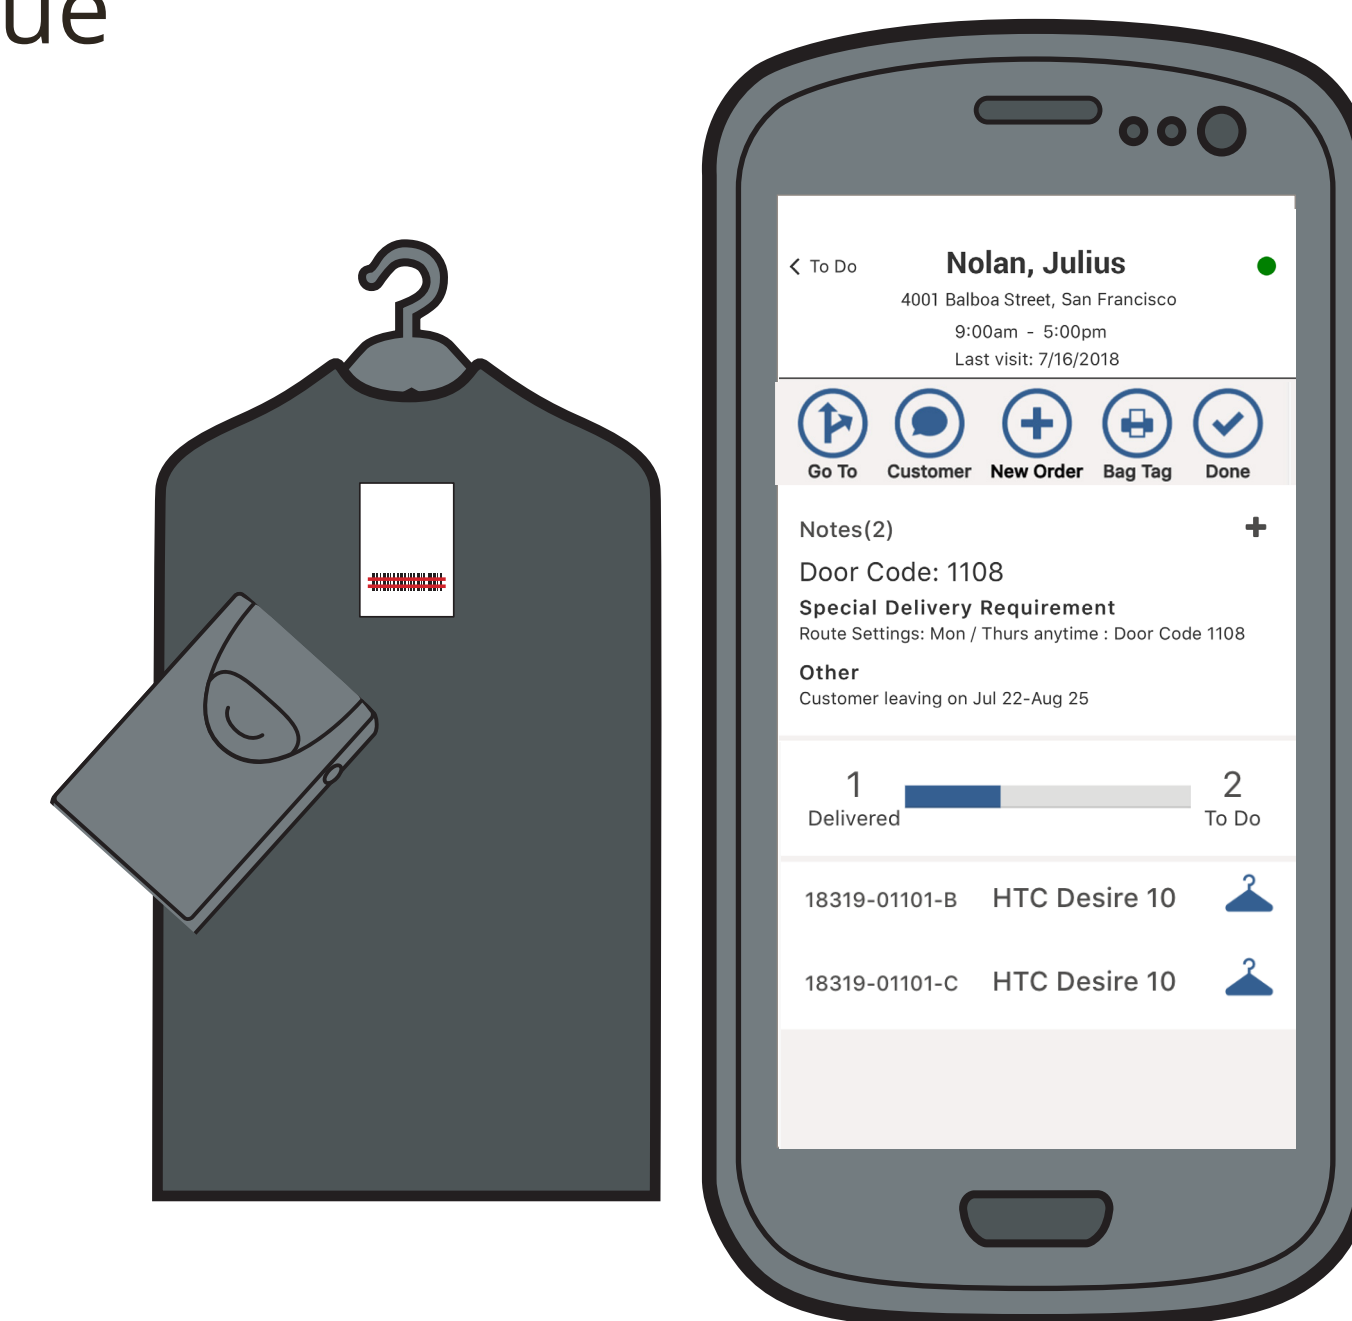 ue
To Do
Nolan, Julius
4001 Balboa Street, San Francisco
9:00am - 5:00pm
Last visit: 7/16/2018
Go To Customer New Order Bag Tag Done
Notes(2)
Door Code: 1108
Special Delivery Requirement
Route Settings: Mon / Thurs anytime : Door Code 1108
Other
Customer leaving on Jul 22-Aug 25
1 2
Delivered To Do
18319-01101-B HTC Desire 10
18319-01101-C HTC Desire 10